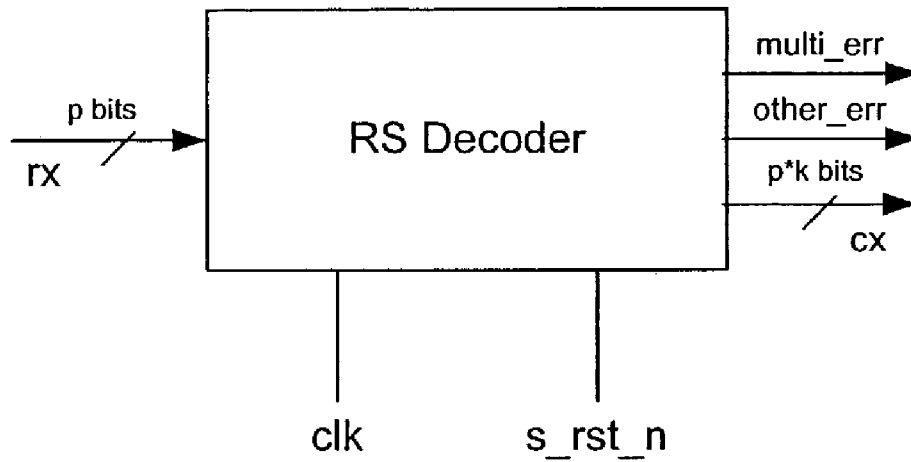 multi_err
p bits
other_err
RS Decoder
rx
p*k bits
cx
clk
s_rst_n